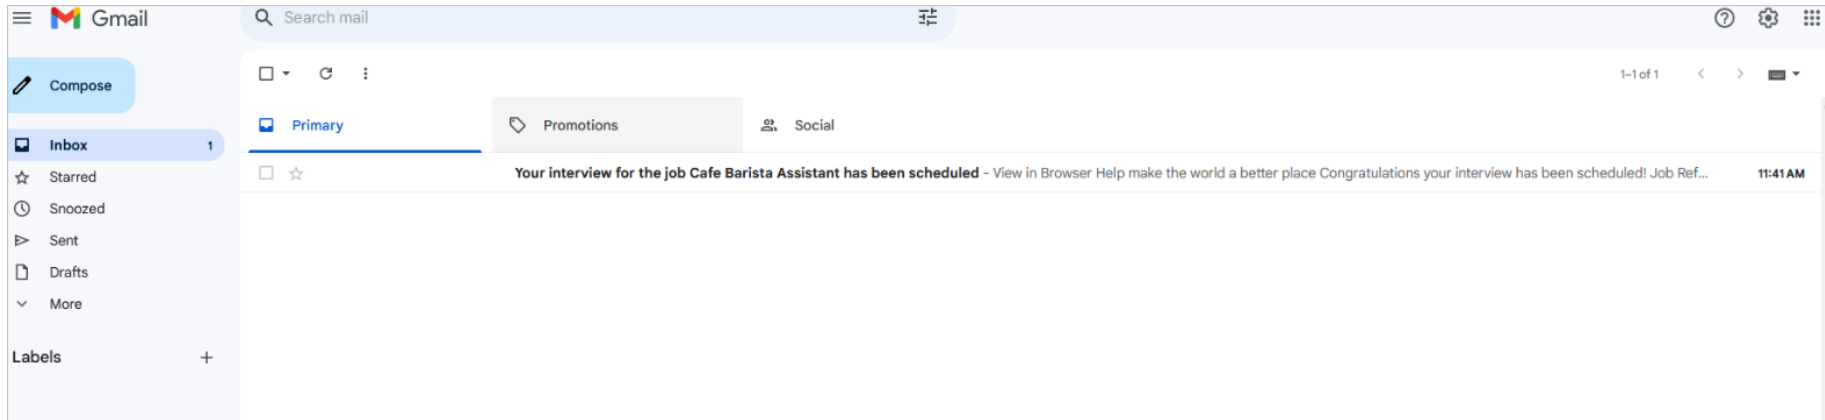 Gmail
Search mail
Compose
1–1 of 1
Primary
Promotions
Social
Inbox 1
Your interview for the job Cafe Barista Assistant has been scheduled - View in Browser Help make the world a better place Congratulations your interview has been scheduled! Job Ref... 11:41 AM
Starred
Snoozed
Sent
Drafts
More
Labels